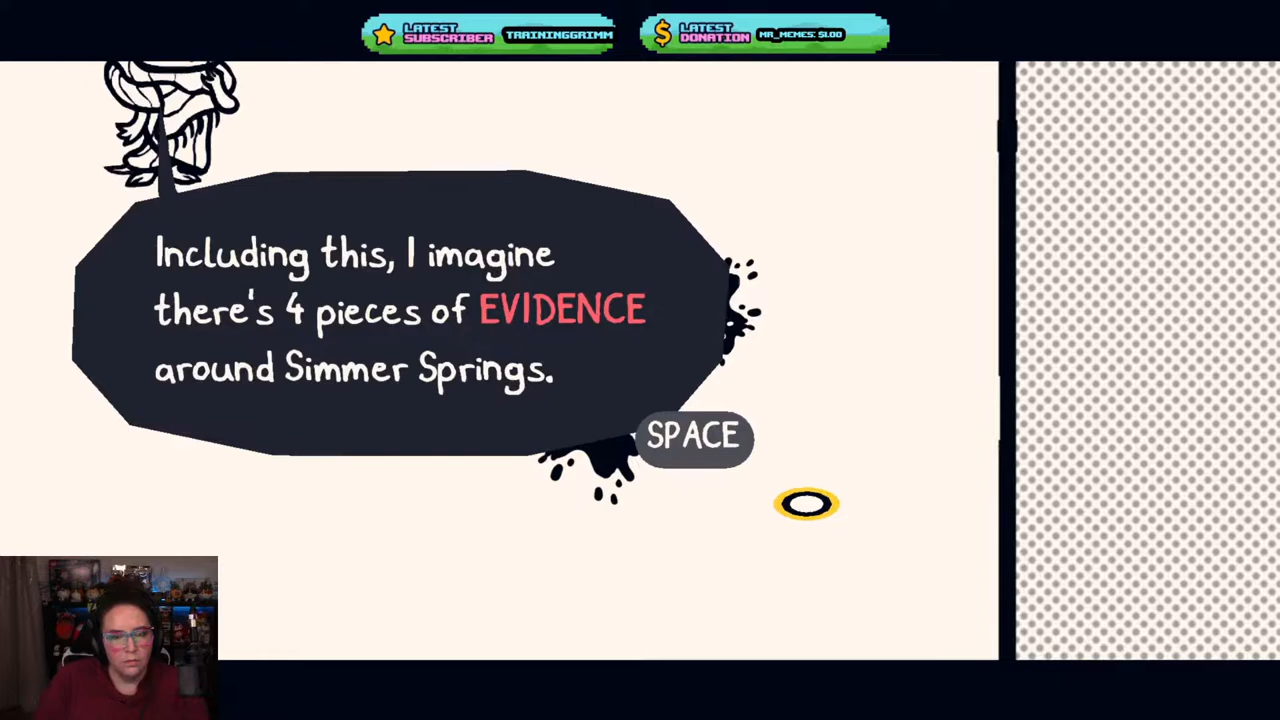 LATEST
SUBSCRIBER
TRAININGGRIMM
LATEST
DONATION
MR_MEMES: $1.00
Including this, I imagine
there's 4 pieces of EVIDENCE
around Simmer Springs.
SPACE